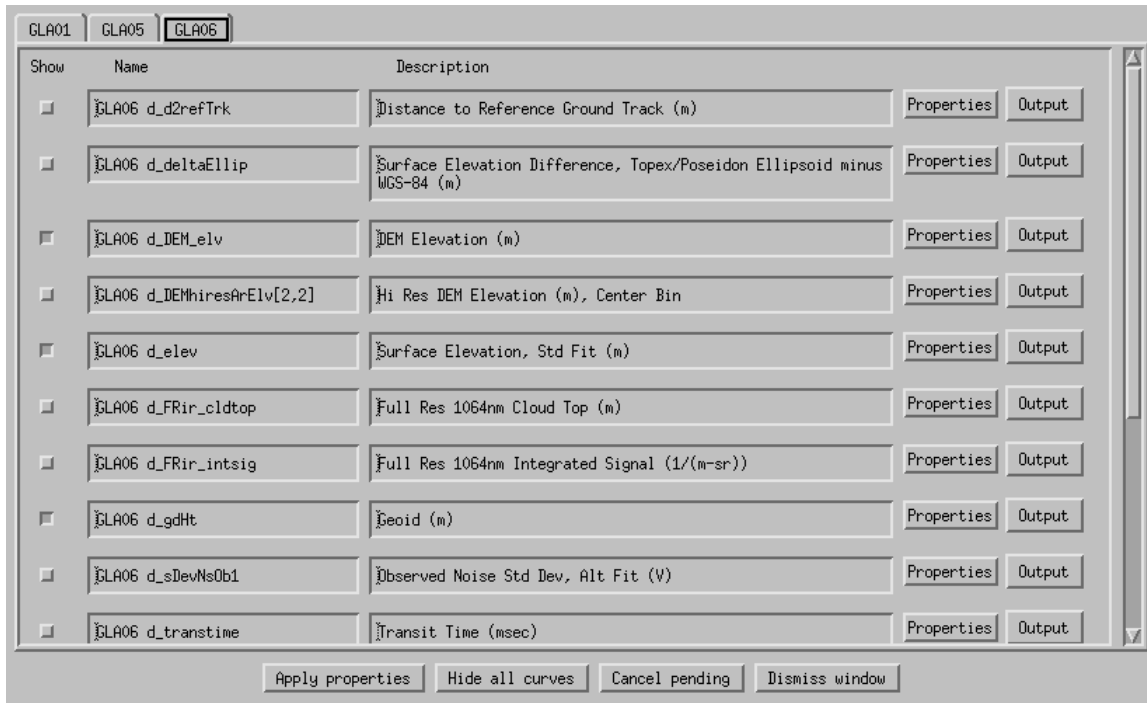 GLA01 GLA05 GLA06
Show Name Description
GLA06 d_d2refTrk Distance to Reference Ground Track (m) Properties Output
GLA06 d_deltaEllip Surface Elevation Difference, Topex/Poseidon Ellipsoid minus Properties Output
WGS-84 (m)
GLA06 d_DEM_elv DEM Elevation (m) Properties Output
GLA06 d_DEMhiresArElv[2,2] Hi Res DEM Elevation (m), Center Bin Properties Output
GLA06 d_elev Surface Elevation, Std Fit (m) Properties Output
GLA06 d_FRir_cldtop Full Res 1064nm Cloud Top (m) Properties Output
GLA06 d_FRir_intsig Full Res 1064nm Integrated Signal (1/(m-sr)) Properties Output
GLA06 d_gdHt Geoid (m) Properties Output
GLA06 d_sDevNsOb1 Observed Noise Std Dev, Alt Fit (V) Properties Output
GLA06 d_transtime Transit Time (msec) Properties Output
Apply properties Hide all curves Cancel pending Dismiss window